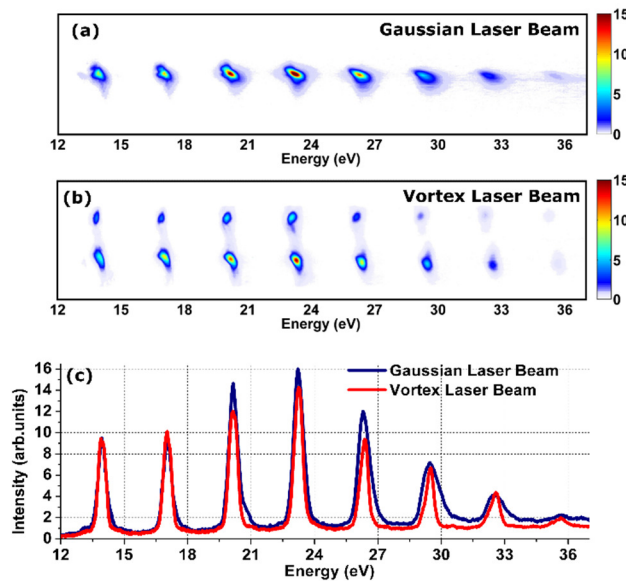 (a) Gaussian Laser Beam
15
10
5
0
12 15 18 21 24 27 30 33 36
Energy (eV)
(b) Vortex Laser Beam
15
10
5
0
12 15 18 21 24 27 30 33 36
Energy (eV)
(c)
Gaussian Laser Beam
Vortex Laser Beam
Intensity (arb.units)
16
14
12
10
8
6
4
2
0
12 15 18 21 24 27 30 33 36
Energy (eV)